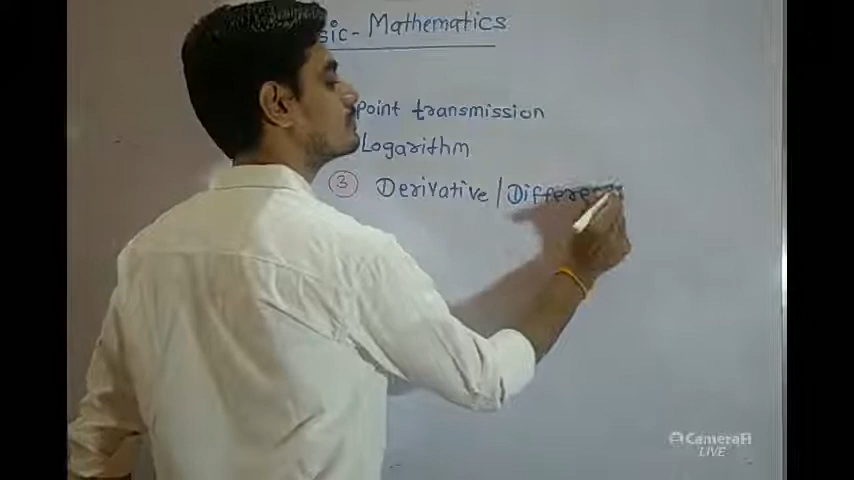 sic- Mathematics
point transmission
Logarithm
③ Derivative / Differen
CameraFi
LIVE